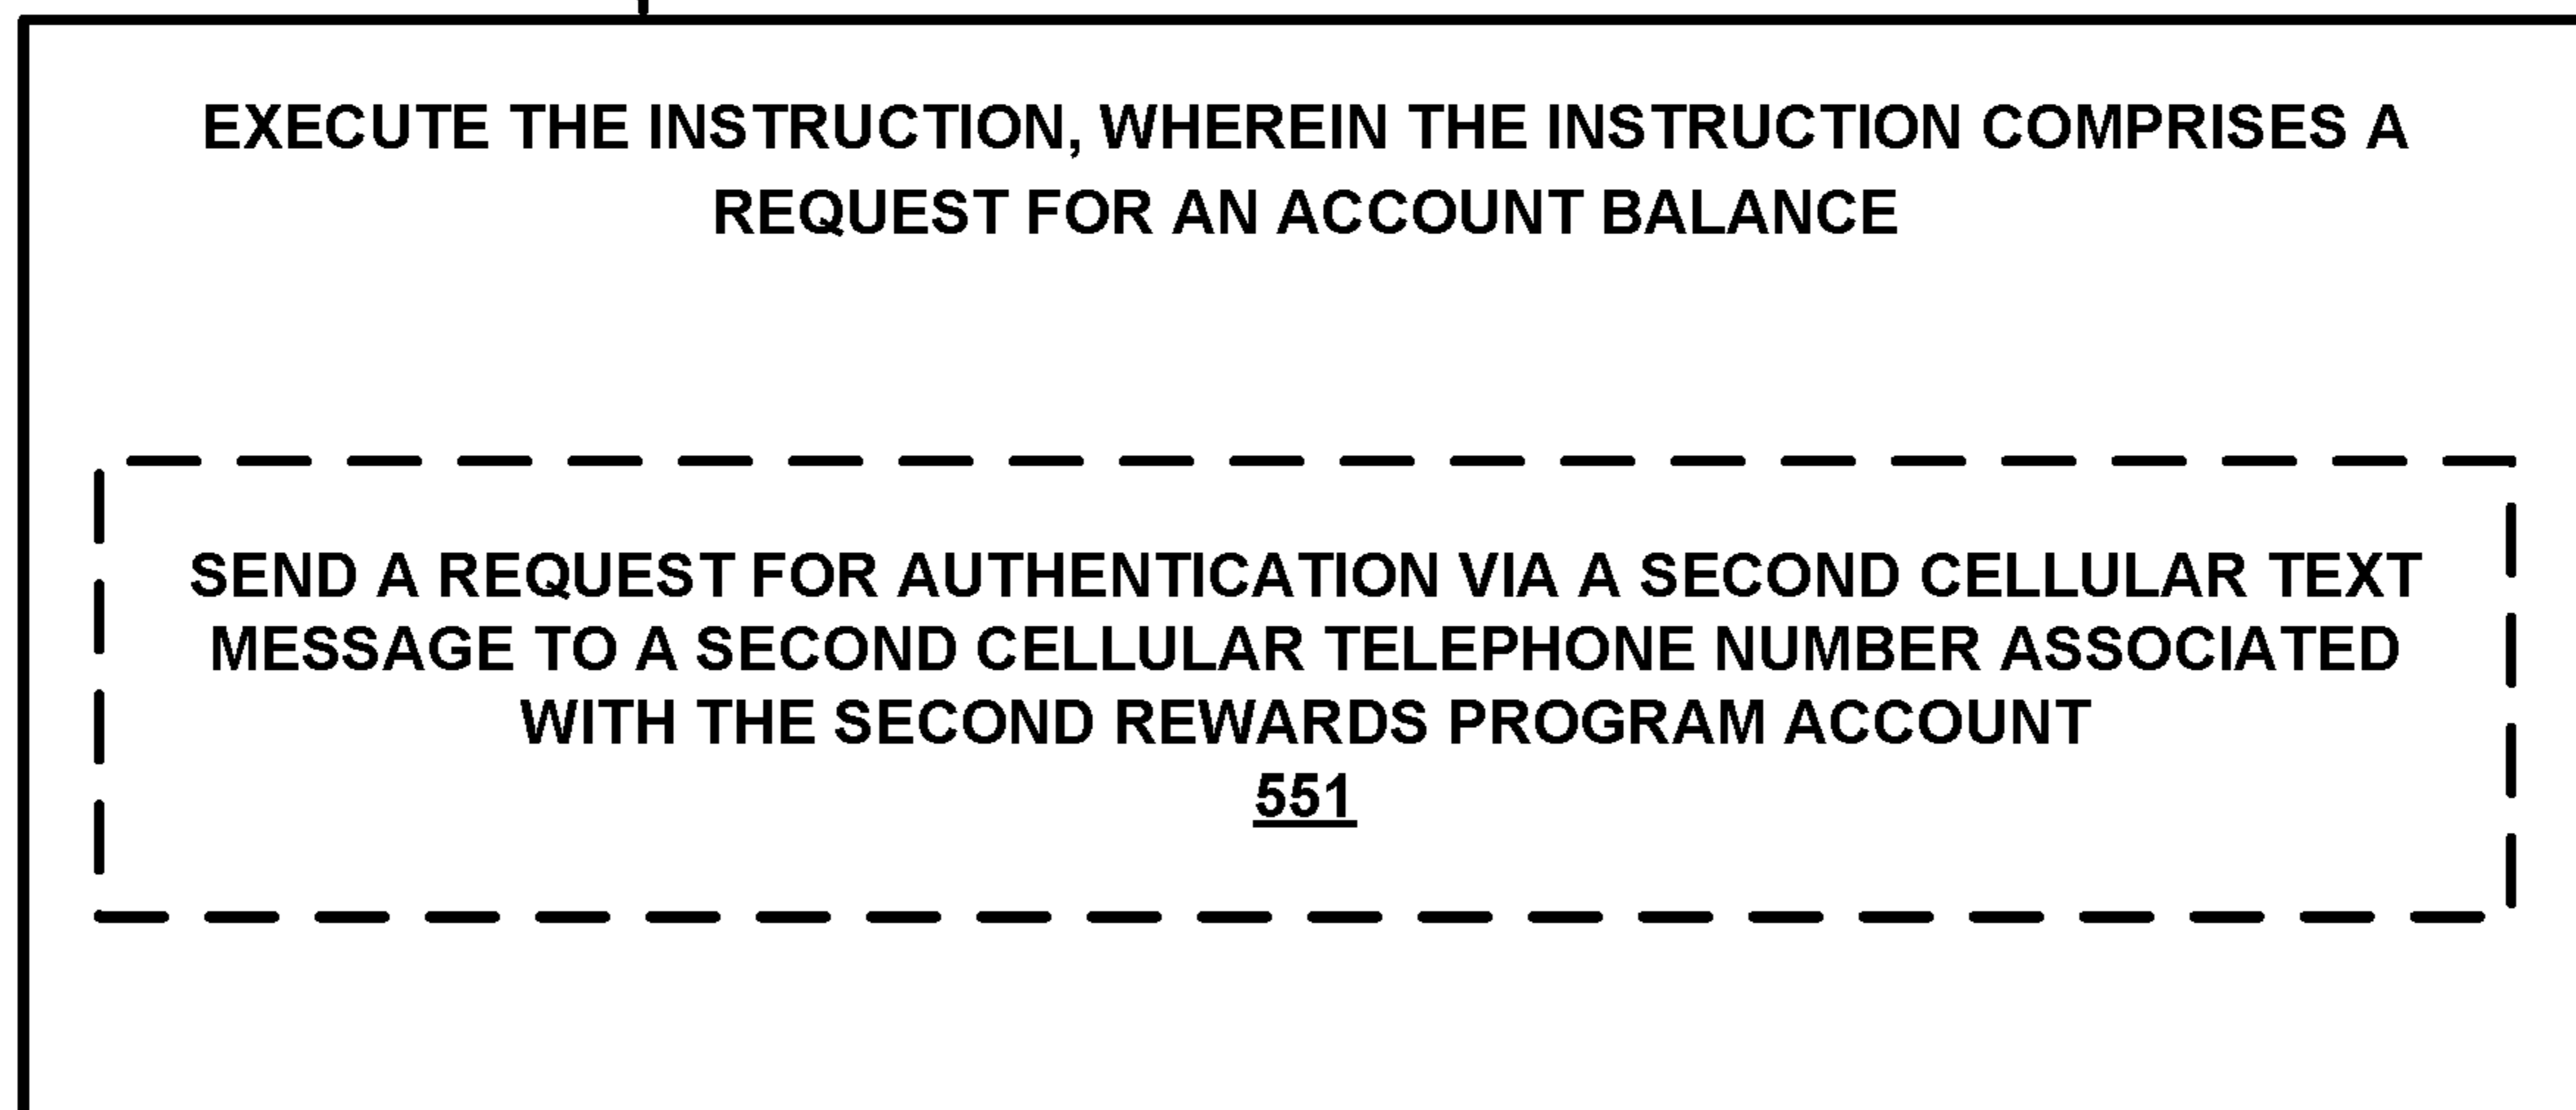 EXECUTE THE INSTRUCTION, WHEREIN THE INSTRUCTION COMPRISES A
REQUEST FOR AN ACCOUNT BALANCE
SEND A REQUEST FOR AUTHENTICATION VIA A SECOND CELLULAR TEXT
MESSAGE TO A SECOND CELLULAR TELEPHONE NUMBER ASSOCIATED
WITH THE SECOND REWARDS PROGRAM ACCOUNT
551